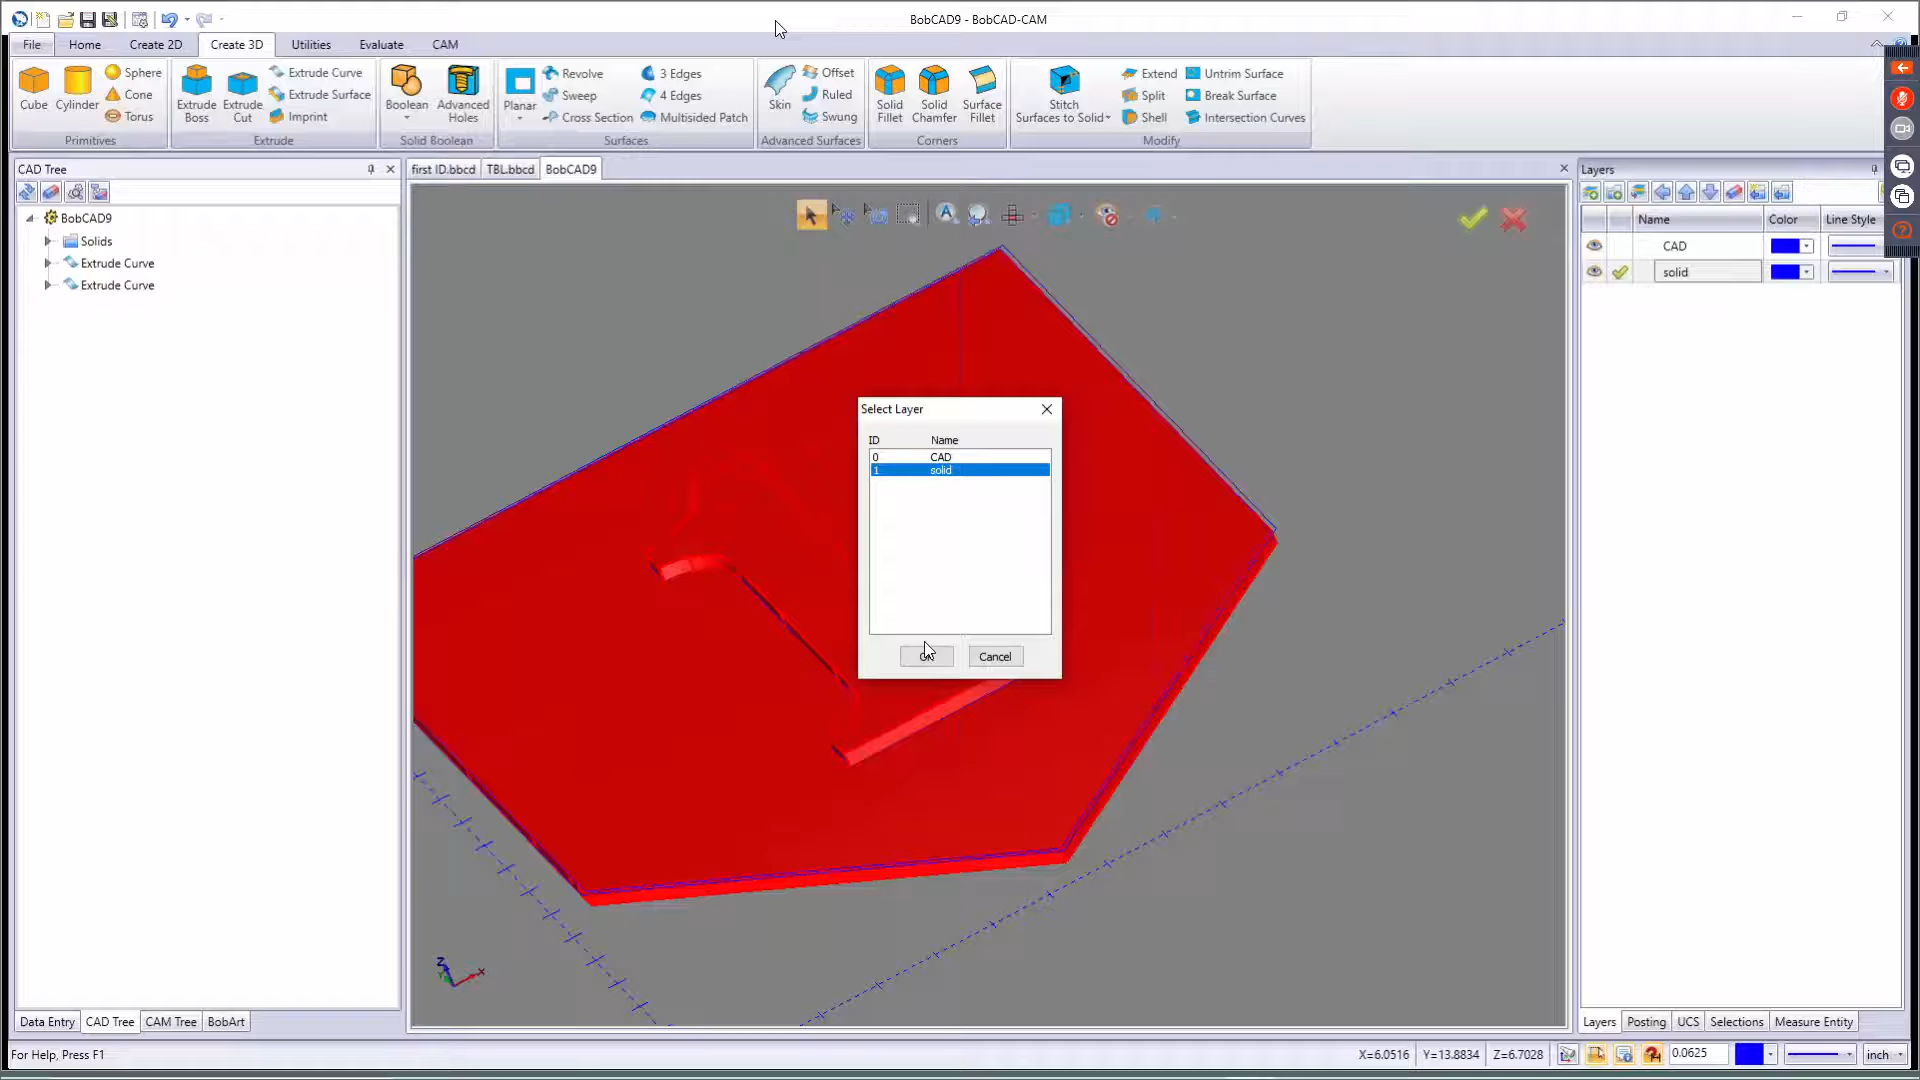 BobCAD9 - BobCAD-CAM
File Home Create 2D Create 3D Utilities Evaluate CAM
Cube Cylinder Sphere Cone Torus
Primitives
Extrude Boss Extrude Cut Extrude Curve Extrude Surface Imprint
Extrude
Boolean Advanced Holes
Solid Boolean
Planar Revolve Sweep Cross Section 3 Edges 4 Edges Multisided Patch
Surfaces
Skin Offset Ruled Swung
Advanced Surfaces
Solid Fillet Solid Chamfer Surface Fillet
Corners
Stitch Surfaces to Solid Extend Split Shell Untrim Surface Break Surface Intersection Curves
Modify
CAD Tree
BobCAD9
Solids
Extrude Curve
Extrude Curve
first ID.bbcd TBL.bbcd BobCAD9
Select Layer
ID Name
0 CAD
1 solid
Cancel
Z
X
Layers
Name Color Line Style
CAD
solid
Data Entry CAD Tree CAM Tree BobArt
Layers Posting UCS Selections Measure Entity
For Help, Press F1
X=6.0516 Y=13.8834 Z=6.7028 0.0625 inch